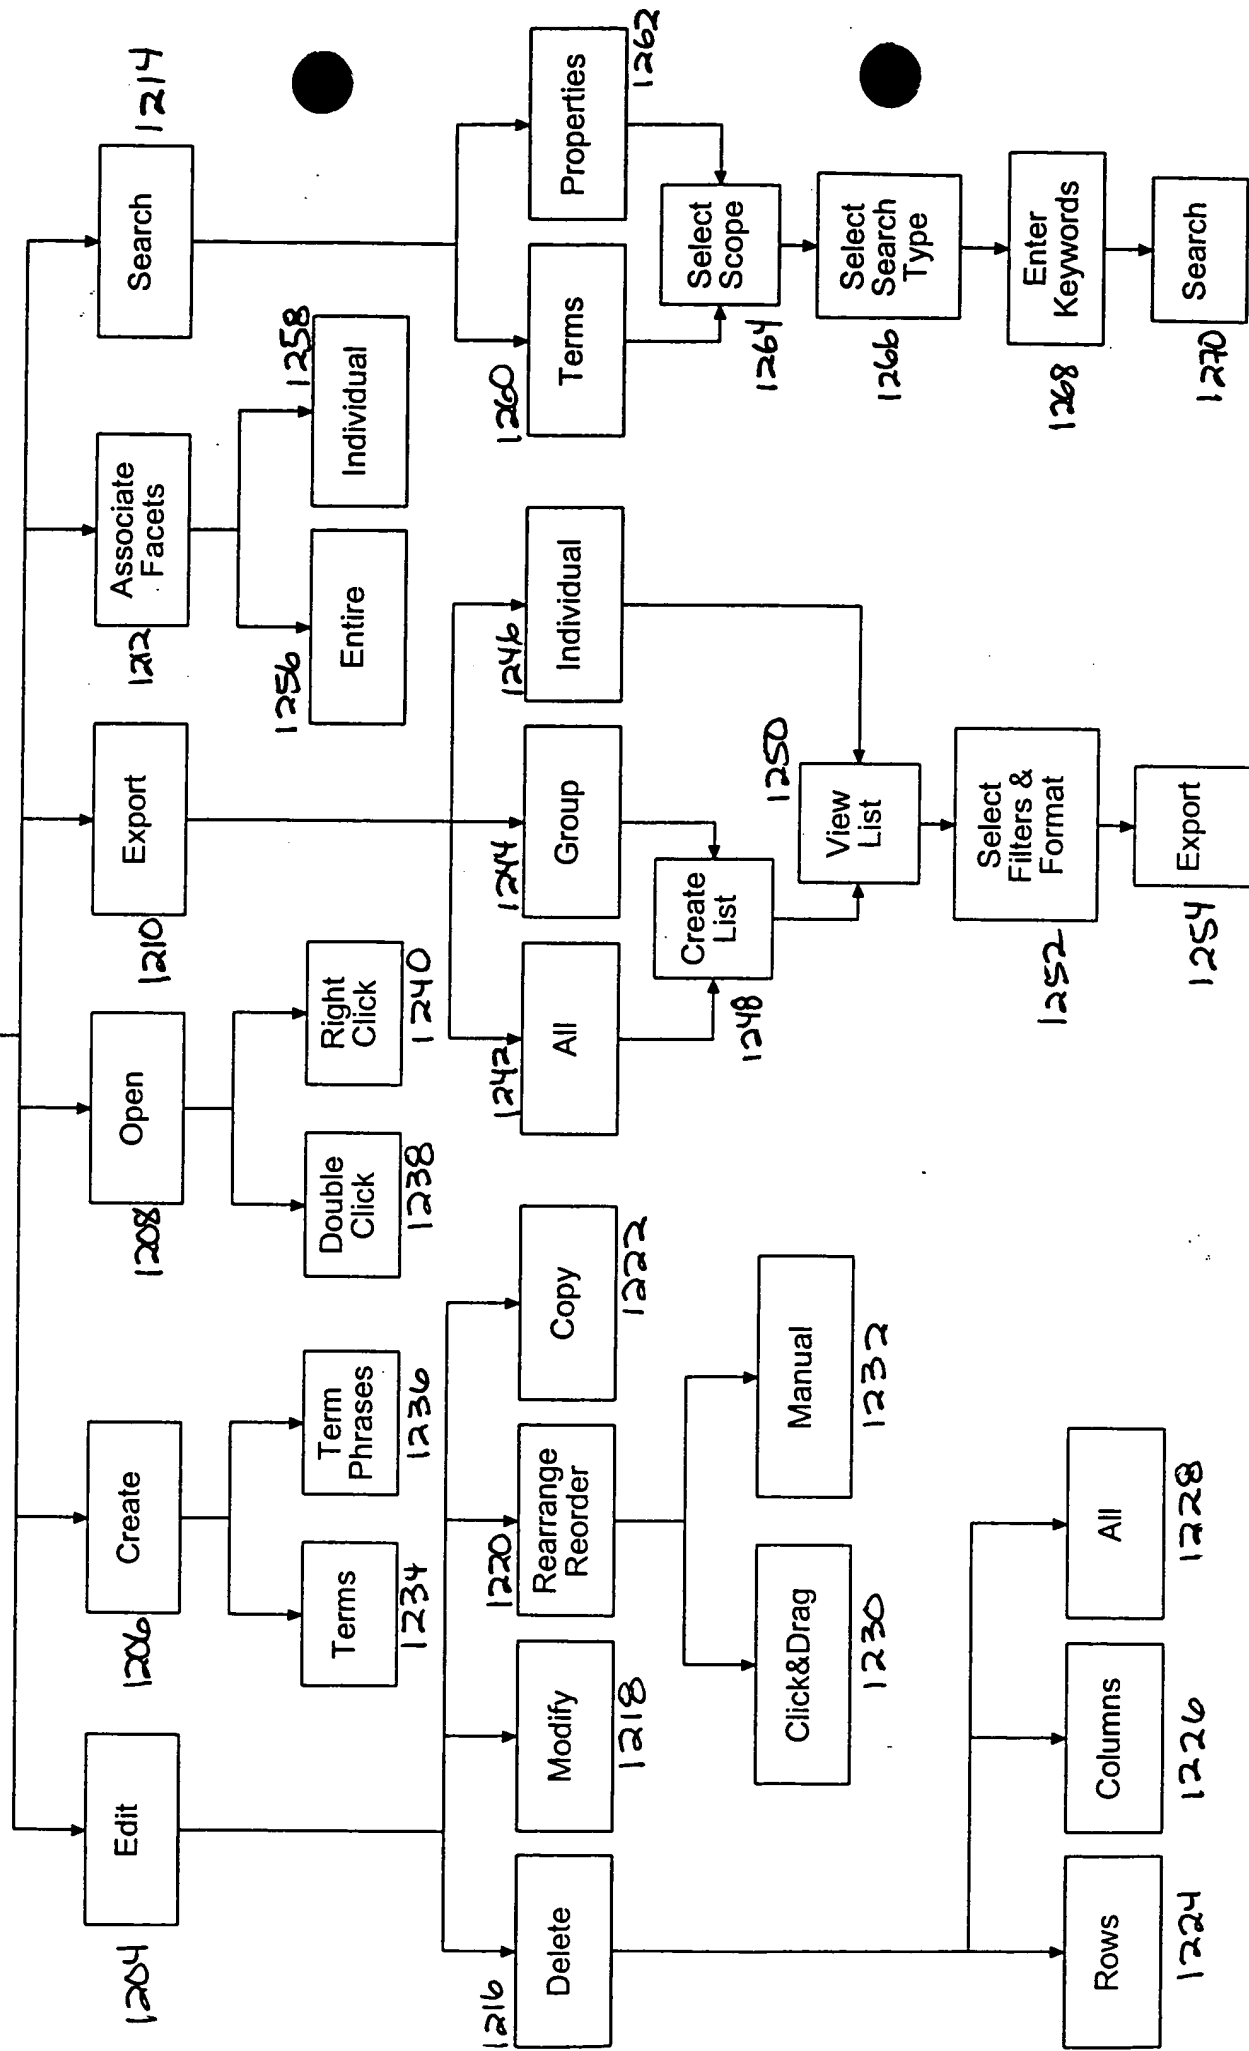 1204
Edit
1206
Create
1208
Open
1210
Export
1212
Associate
Facets
Search
1214
Terms
1234
Term
Phrases
1236
Double
Click
1238
Right
Click
1240
1256
Entire
1258
Individual
1216
Delete
Modify
1218
1220
Rearrange
Reorder
Copy
1222
1242
All
1244
Group
1246
Individual
1260
Terms
Properties
1262
Click&Drag
1230
Manual
1232
1248
Create
List
1250
View
List
1252
Select
Filters &
Format
1254
Export
1264
Select
Scope
1266
Select
Search
Type
1268
Enter
Keywords
1270
Search
Rows
1224
Columns
1226
All
1228